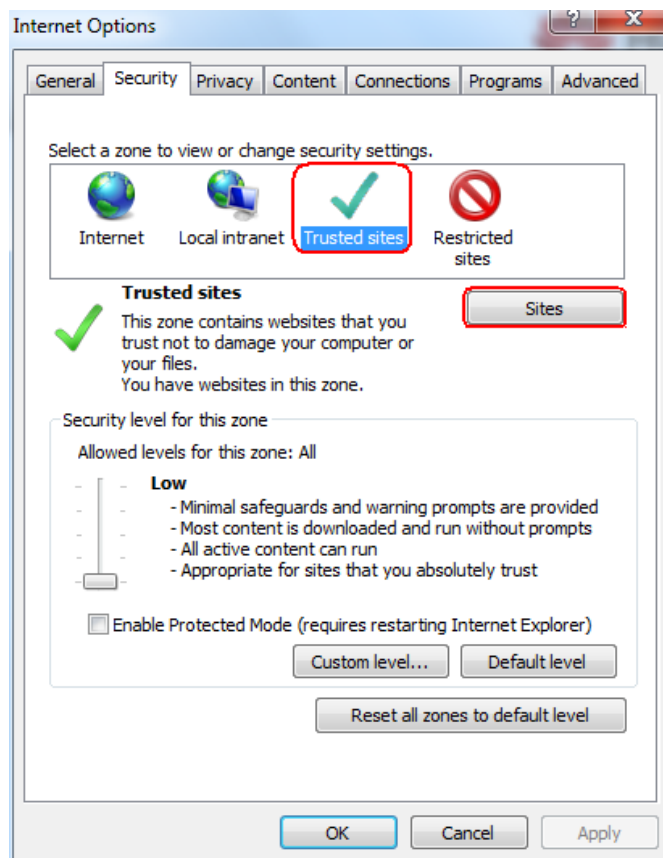 Internet Options
General Security Privacy Content Connections Programs Advanced
Select a zone to view or change security settings.
Internet Local intranet Trusted sites Restricted sites
Trusted sites
Sites
This zone contains websites that you
trust not to damage your computer or
your files.
You have websites in this zone.
Security level for this zone
Allowed levels for this zone: All
Low
- Minimal safeguards and warning prompts are provided
- Most content is downloaded and run without prompts
- All active content can run
- Appropriate for sites that you absolutely trust
Enable Protected Mode (requires restarting Internet Explorer)
Custom level... Default level
Reset all zones to default level
OK Cancel Apply